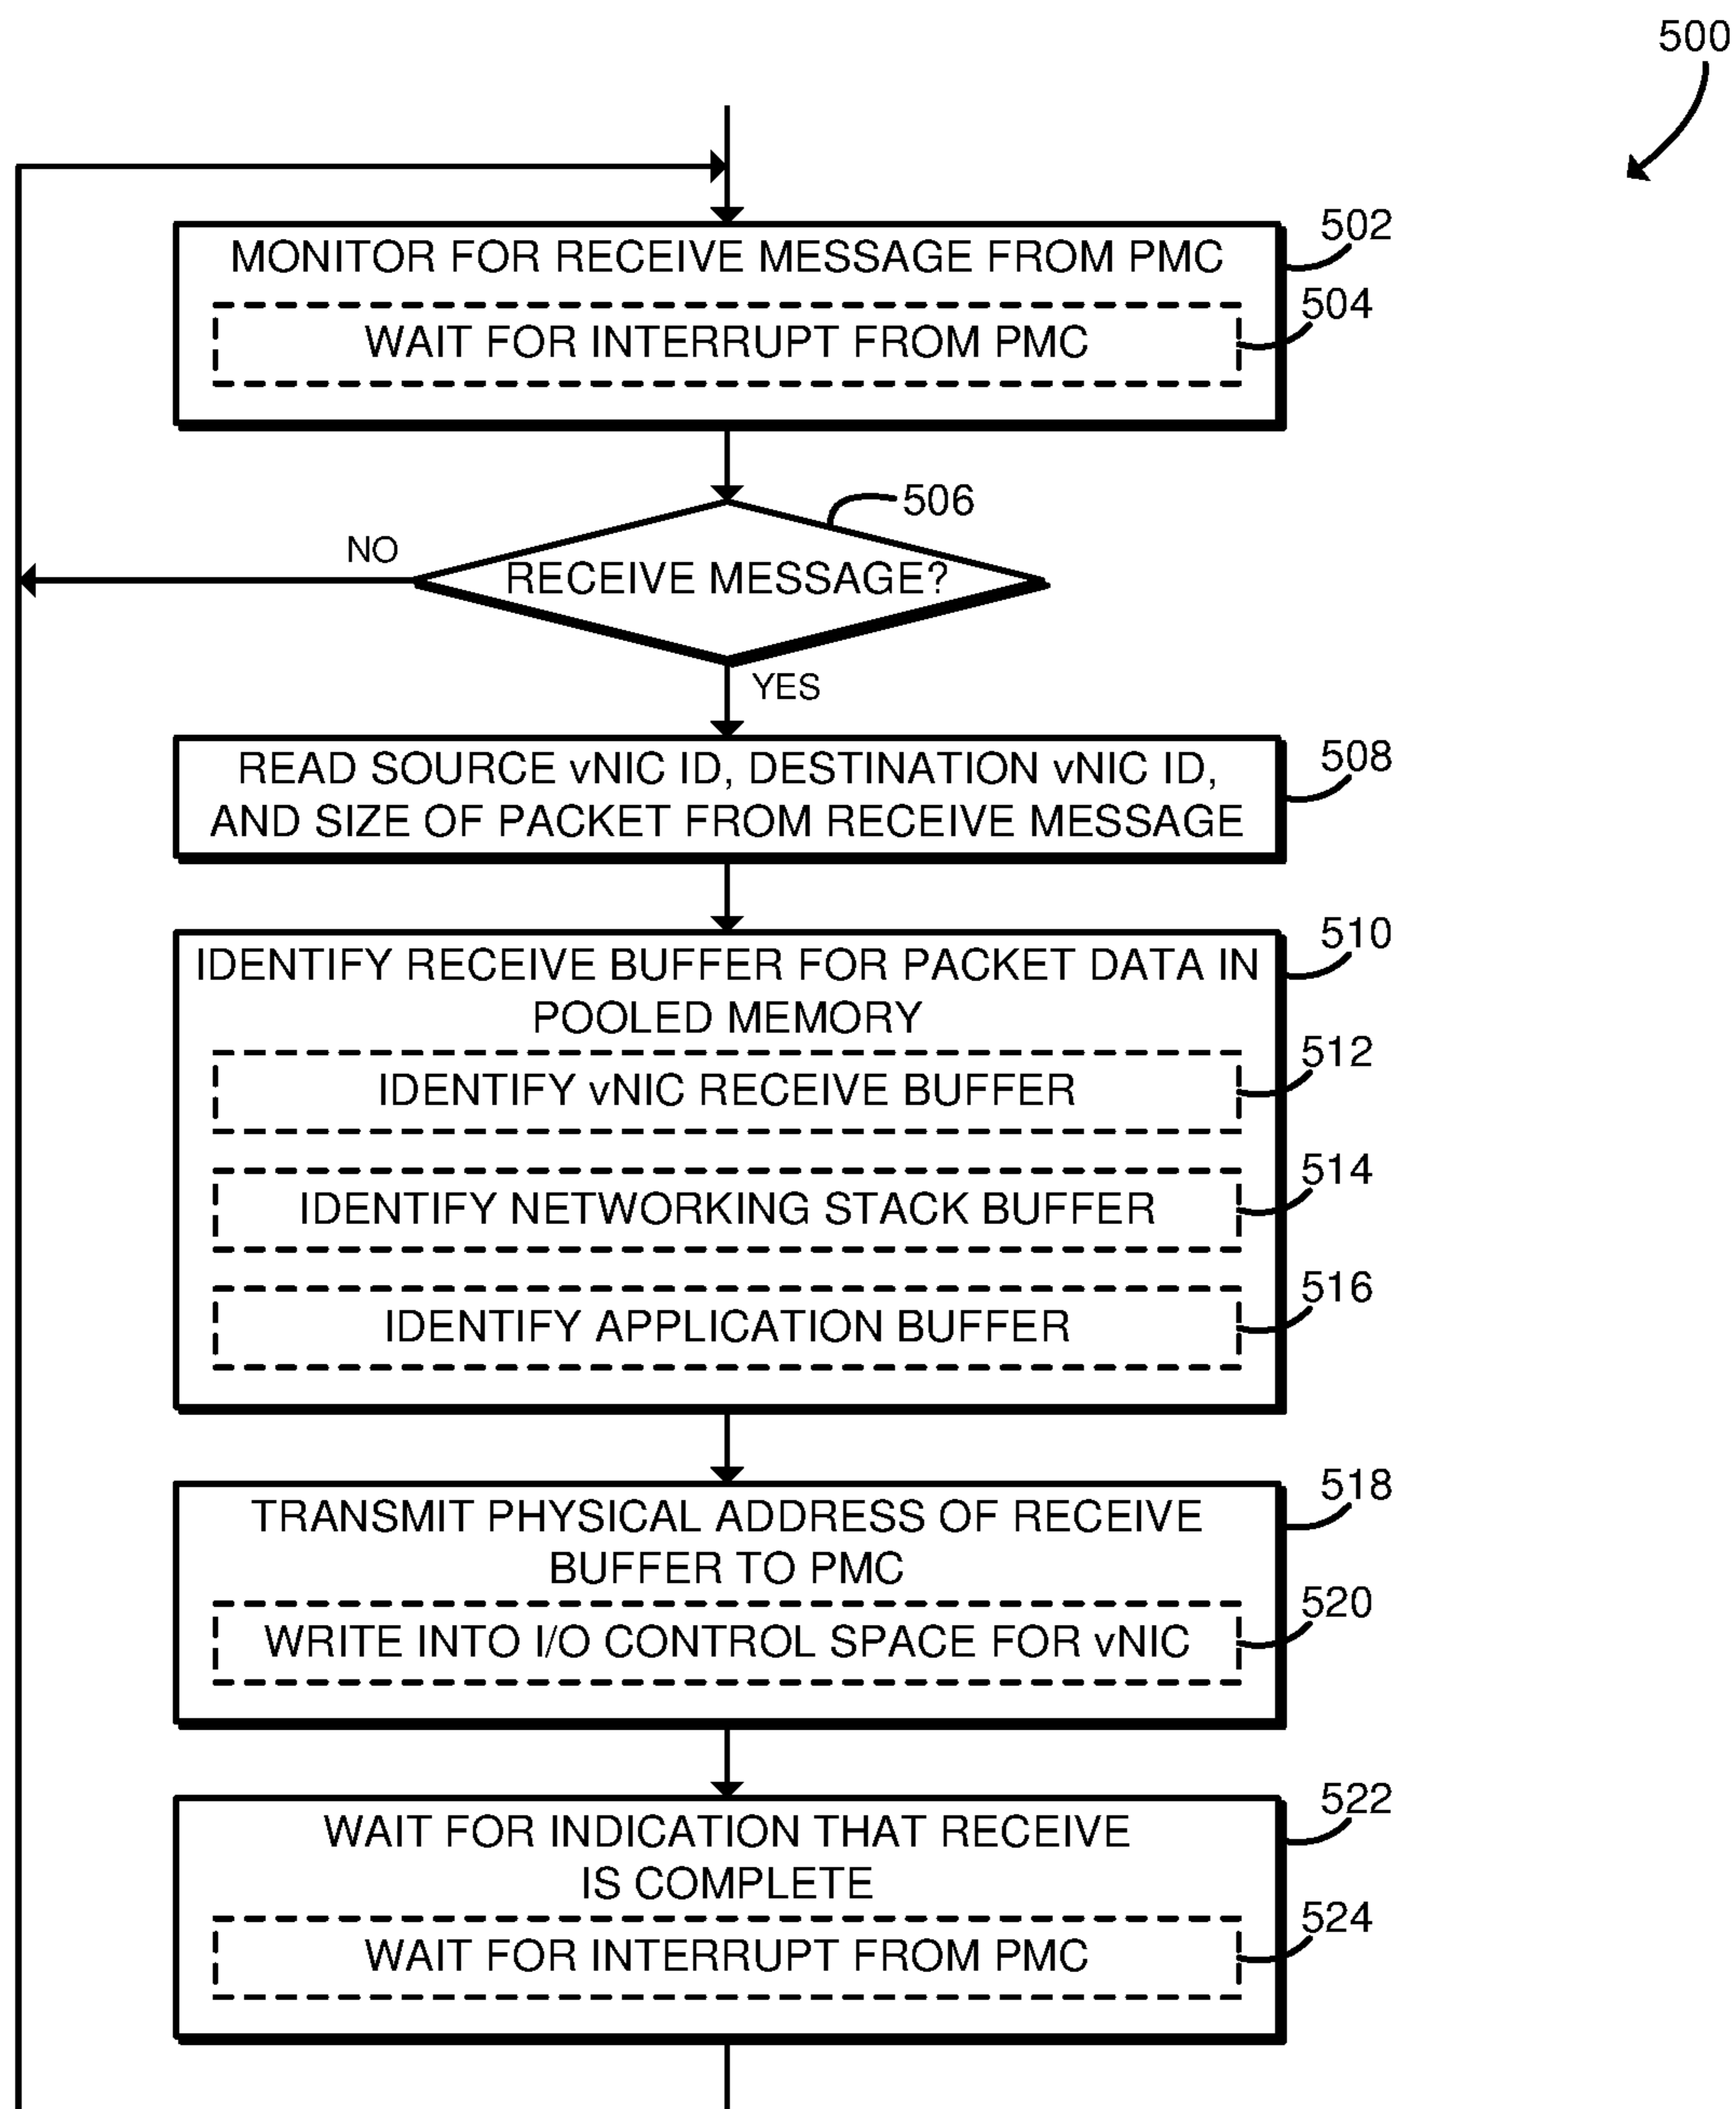 500
MONITOR FOR RECEIVE MESSAGE FROM PMC
502
WAIT FOR INTERRUPT FROM PMC
504
506
RECEIVE MESSAGE?
NO
YES
READ SOURCE vNIC ID, DESTINATION vNIC ID,
AND SIZE OF PACKET FROM RECEIVE MESSAGE
508
IDENTIFY RECEIVE BUFFER FOR PACKET DATA IN
POOLED MEMORY
510
IDENTIFY vNIC RECEIVE BUFFER
512
IDENTIFY NETWORKING STACK BUFFER
514
IDENTIFY APPLICATION BUFFER
516
TRANSMIT PHYSICAL ADDRESS OF RECEIVE
BUFFER TO PMC
518
WRITE INTO I/O CONTROL SPACE FOR vNIC
520
WAIT FOR INDICATION THAT RECEIVE
IS COMPLETE
522
WAIT FOR INTERRUPT FROM PMC
524